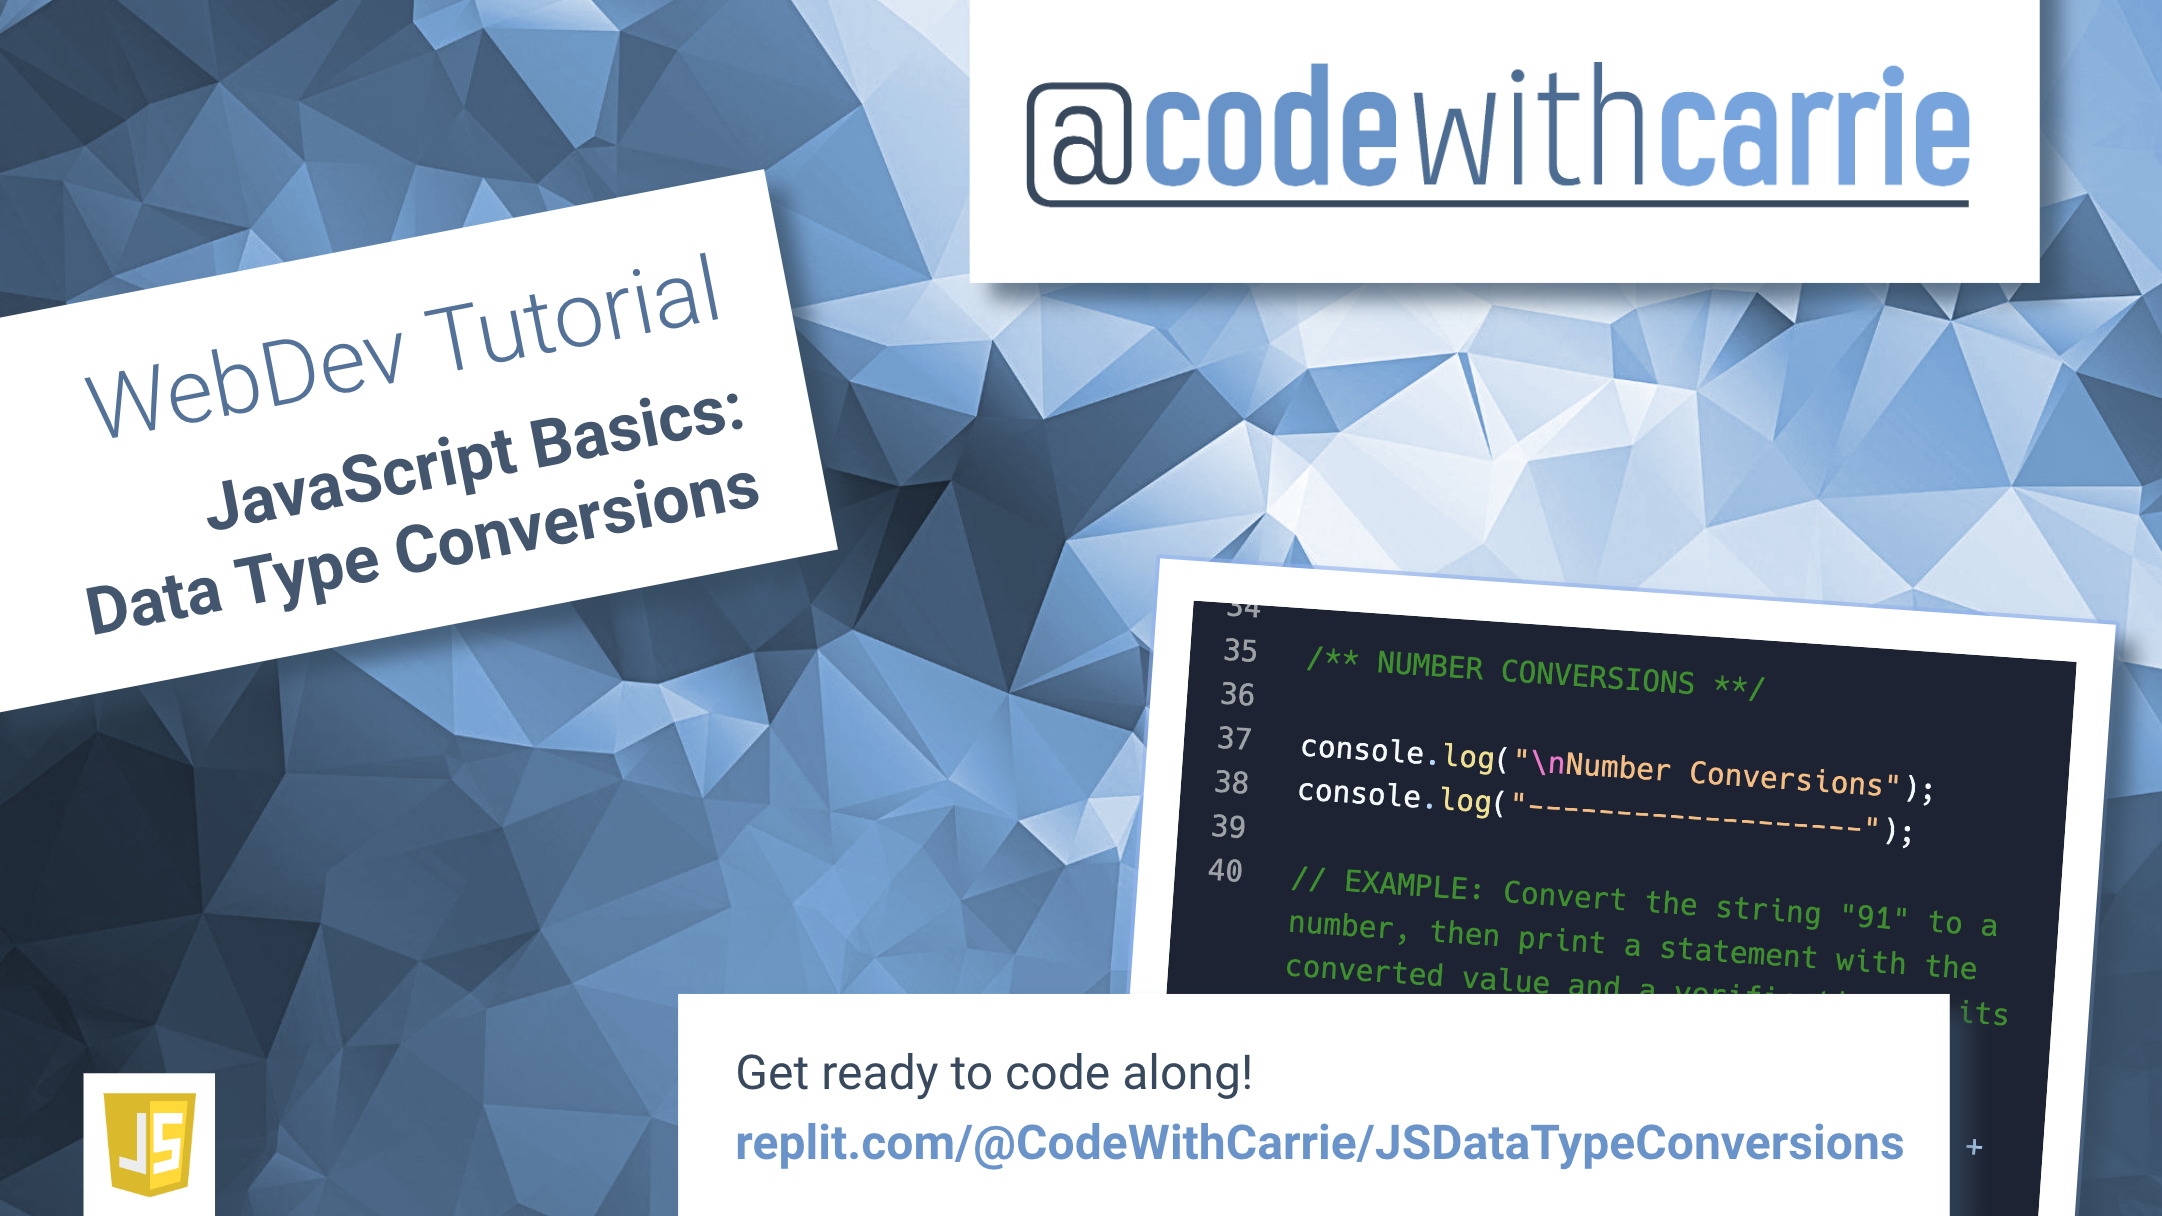 @codewithcarrie
WebDev Tutorial
JavaScript Basics:
Data Type Conversions
34
35 /** NUMBER CONVERSIONS **/
36
37 console.log("\nNumber Conversions");
38 console.log("-------------------");
39
40 // EXAMPLE: Convert the string "91" to a
number, then print a statement with the
converted value and a its
+
Get ready to code along!
replit.com/@CodeWithCarrie/JSDataTypeConversions
JS